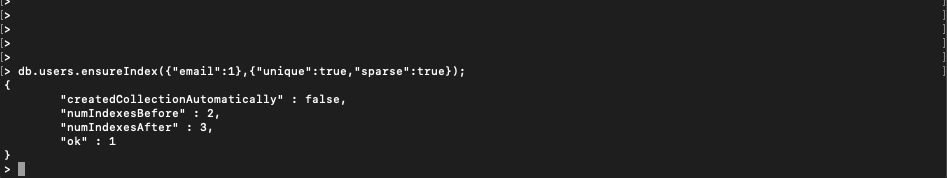 [>
[>
[>
[>
[>
[> db.users.ensureIndex({"email":1},{"unique":true,"sparse":true});
{
        "createdCollectionAutomatically" : false,
        "numIndexesBefore" : 2,
        "numIndexesAfter" : 3,
        "ok" : 1
}
>